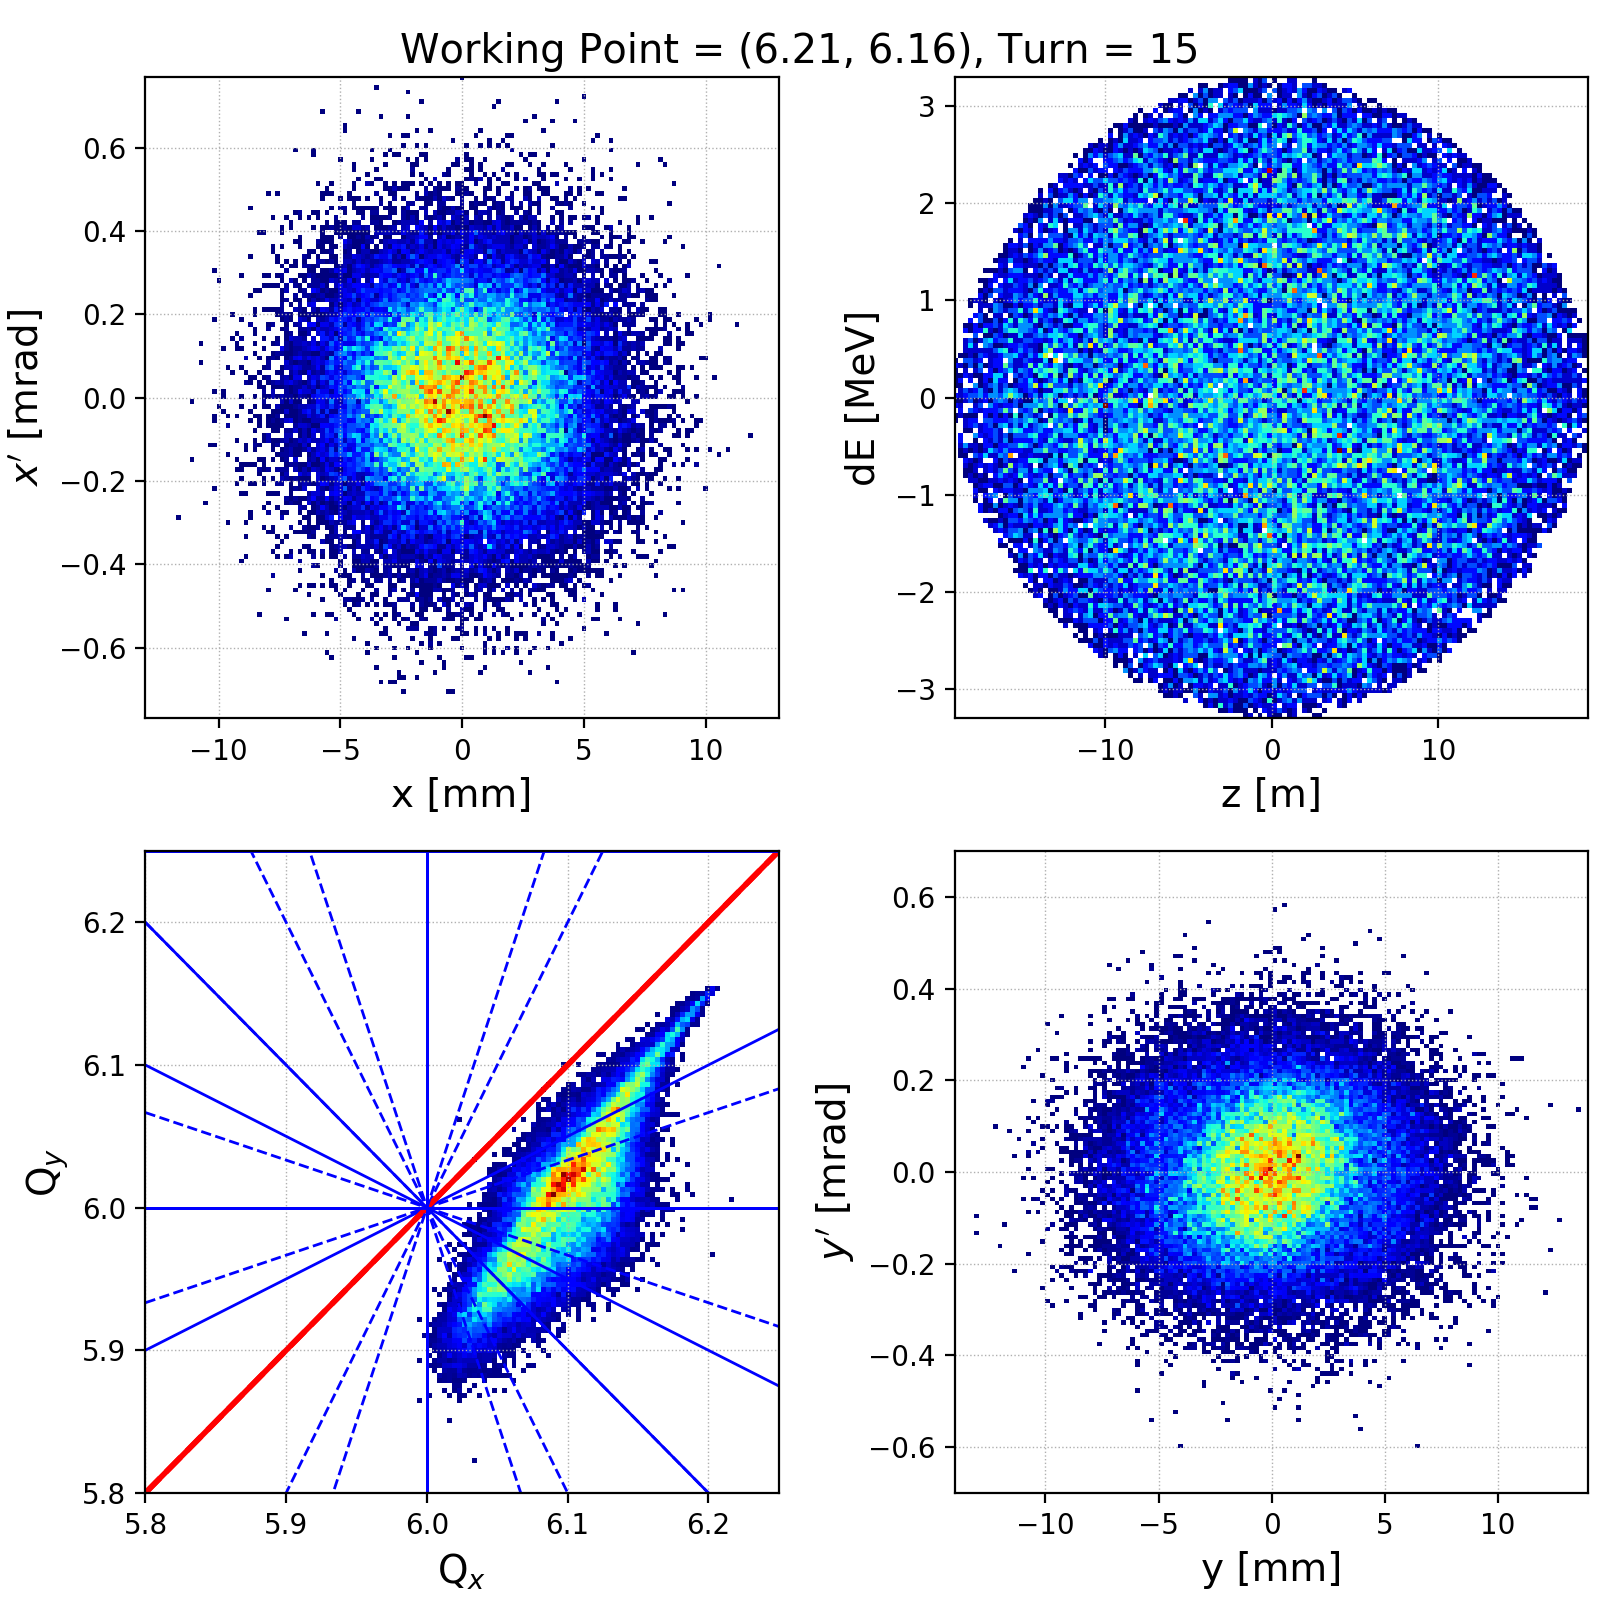 Working Point = (6.21, 6.16), Turn = 15
0.6
0.4
0.2
0.0
−0.2
−0.4
−0.6
x′ [mrad]
−10 −5 0 5 10
x [mm]
3
2
1
0
−1
−2
−3
dE [MeV]
−10 0 10
z [m]
6.2
6.1
6.0
5.9
5.8
Qy
5.8 5.9 6.0 6.1 6.2
Qx
0.6
0.4
0.2
0.0
−0.2
−0.4
−0.6
y′ [mrad]
−10 −5 0 5 10
y [mm]